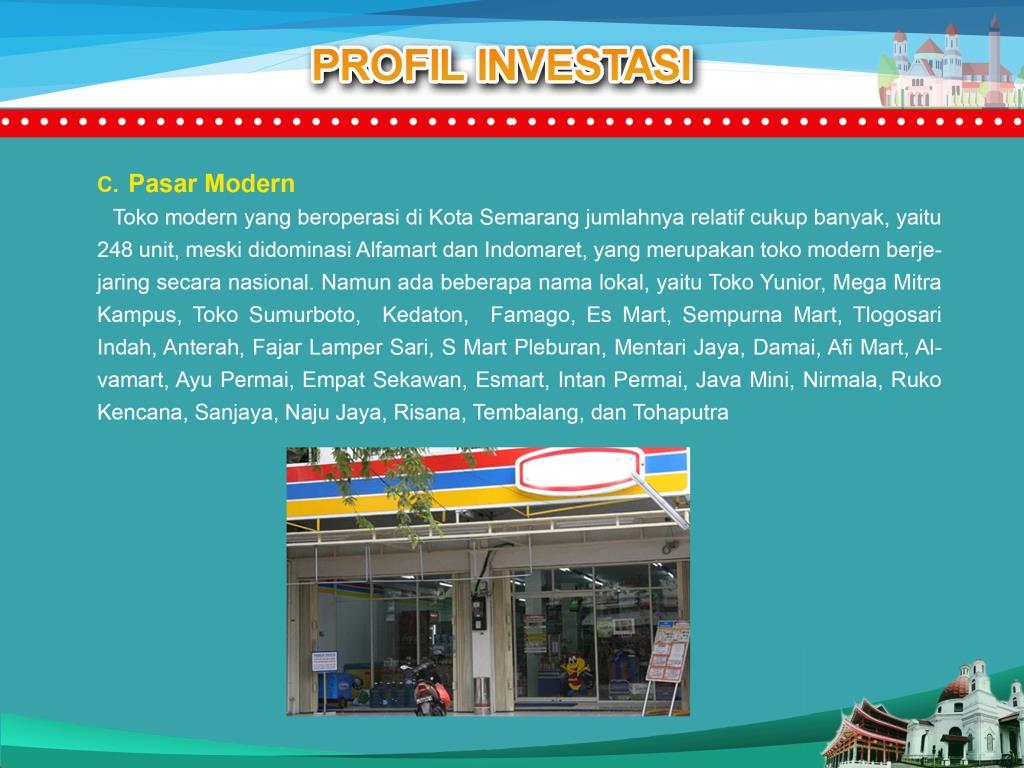 PROFIL INVESTASI
C. Pasar Modern
Toko modern yang beroperasi di Kota Semarang jumlahnya relatif cukup banyak, yaitu
248 unit, meski didominasi Alfamart dan Indomaret, yang merupakan toko modern berje-
jaring secara nasional. Namun ada beberapa nama lokal, yaitu Toko Yunior, Mega Mitra
Kampus, Toko Sumurboto, Kedaton, Famago, Es Mart, Sempurna Mart, Tlogosari
Indah, Anterah, Fajar Lamper Sari, S Mart Pleburan, Mentari Jaya, Damai, Afi Mart, Al-
vamart, Ayu Permai, Empat Sekawan, Esmart, Intan Permai, Java Mini, Nirmala, Ruko
Kencana, Sanjaya, Naju Jaya, Risana, Tembalang, dan Tohaputra